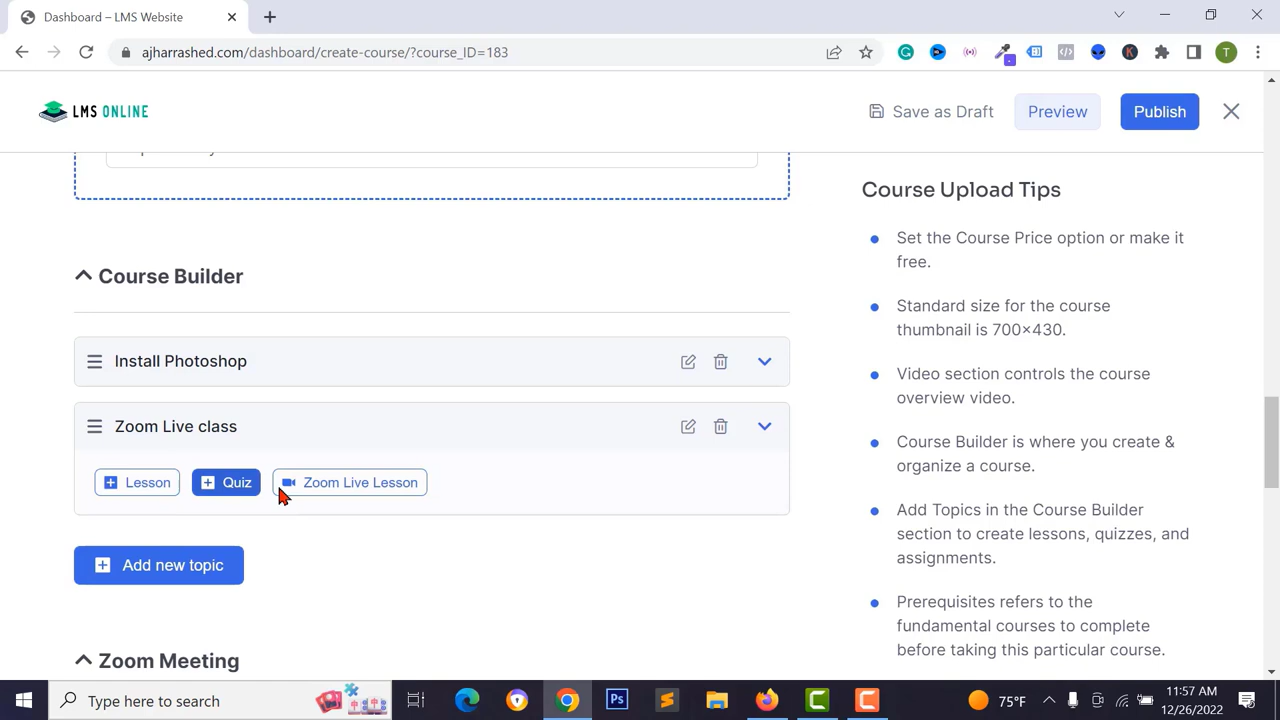 Dashboard – LMS Website
ajharrashed.com/dashboard/create-course/?course_ID=183
T
LMS ONLINE
Save as Draft
Preview
Publish
Course Upload Tips
Set the Course Price option or make it
free.
Standard size for the course
thumbnail is 700×430.
Video section controls the course
overview video.
Course Builder is where you create &
organize a course.
Add Topics in the Course Builder
section to create lessons, quizzes, and
assignments.
Prerequisites refers to the
fundamental courses to complete
before taking this particular course.
Course Builder
Install Photoshop
Zoom Live class
Lesson
Quiz
Zoom Live Lesson
Add new topic
Zoom Meeting
Type here to search
Ps
75°F
11:57 AM
12/26/2022